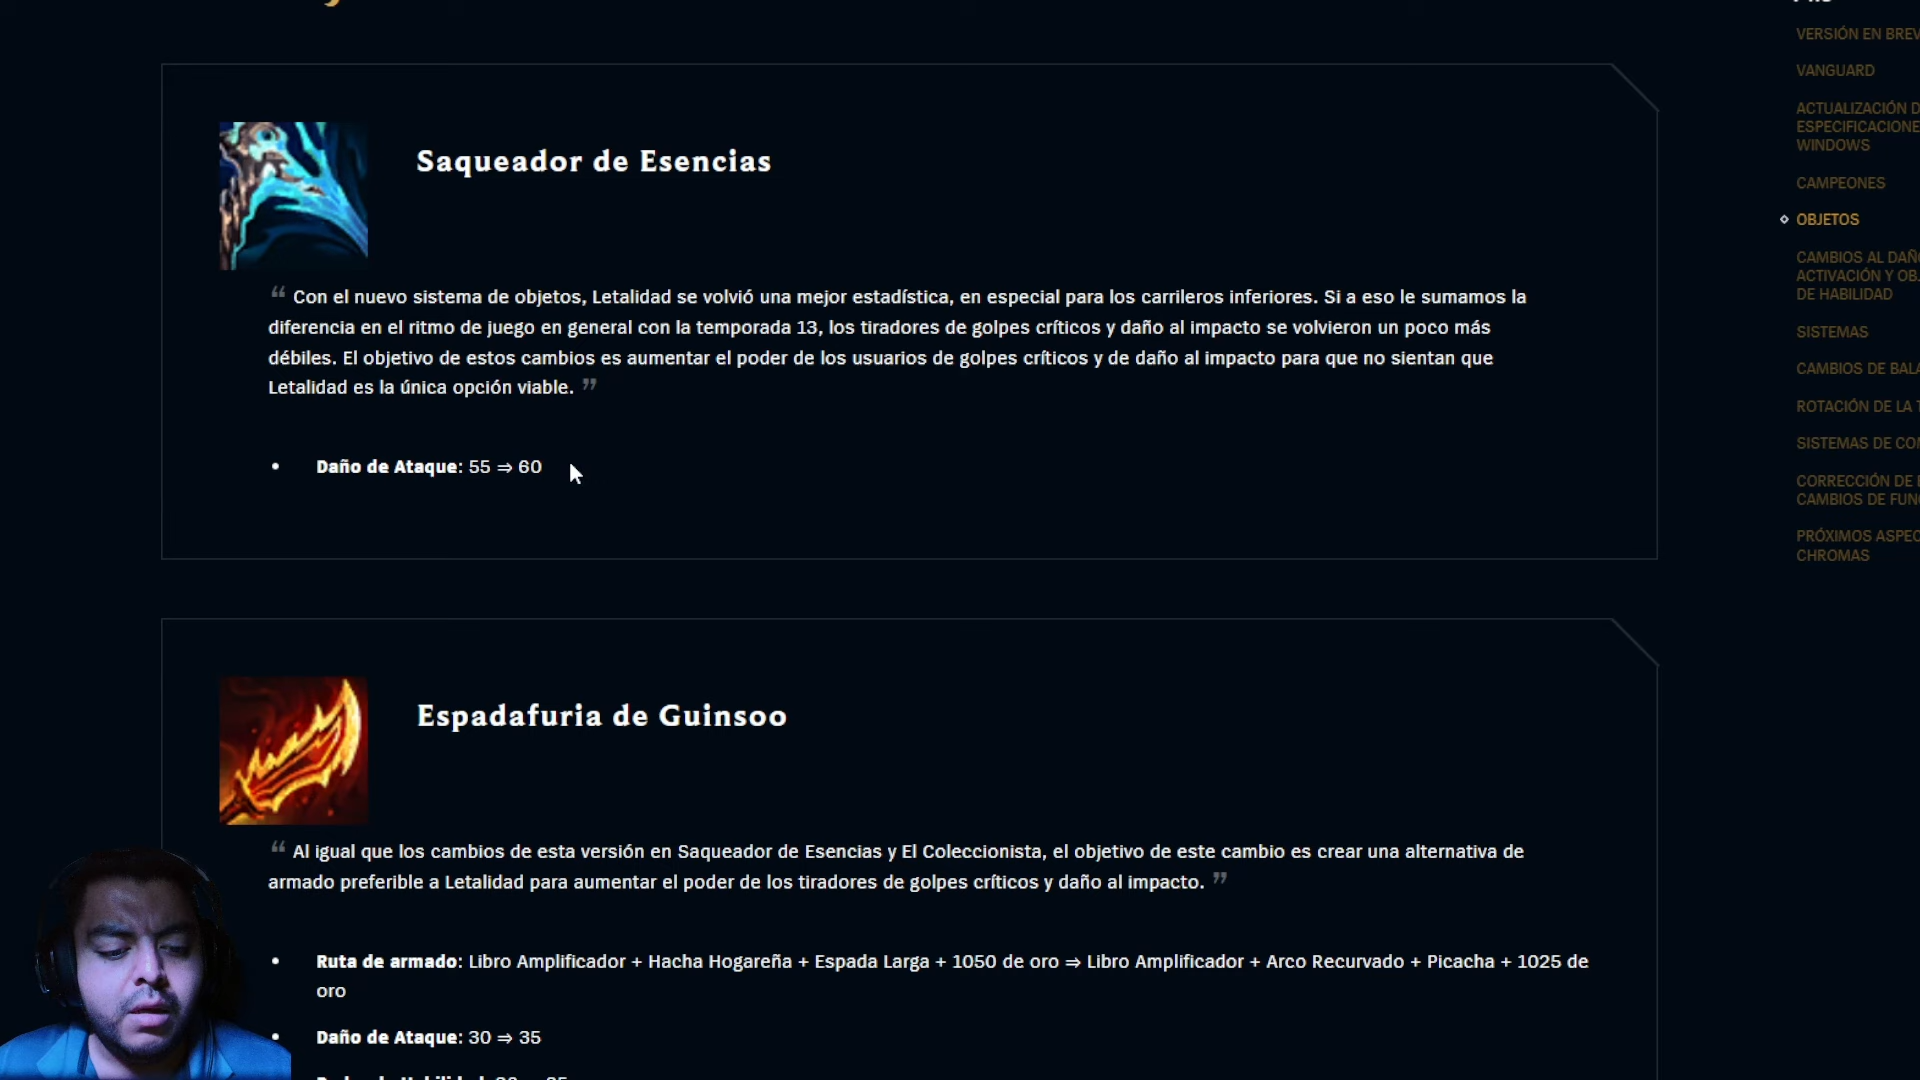 Saqueador de Esencias
“ Con el nuevo sistema de objetos, Letalidad se volvió una mejor estadística, en especial para los carrileros inferiores. Si a eso le sumamos la
diferencia en el ritmo de juego en general con la temporada 13, los tiradores de golpes críticos y daño al impacto se volvieron un poco más
débiles. El objetivo de estos cambios es aumentar el poder de los usuarios de golpes críticos y de daño al impacto para que no sientan que
Letalidad es la única opción viable. ”
• Daño de Ataque: 55 ⇒ 60
Espadafuria de Guinsoo
“ Al igual que los cambios de esta versión en Saqueador de Esencias y El Coleccionista, el objetivo de este cambio es crear una alternativa de
armado preferible a Letalidad para aumentar el poder de los tiradores de golpes críticos y daño al impacto. ”
• Ruta de armado: Libro Amplificador + Hacha Hogareña + Espada Larga + 1050 de oro ⇒ Libro Amplificador + Arco Recurvado + Picacha + 1025 de
oro
• Daño de Ataque: 30 ⇒ 35
VERSIÓN EN BREV
VANGUARD
ACTUALIZACIÓN D
ESPECIFICACIONE
WINDOWS
CAMPEONES
OBJETOS
CAMBIOS AL DAÑ
ACTIVACIÓN Y OB
DE HABILIDAD
SISTEMAS
CAMBIOS DE BALA
ROTACIÓN DE LA T
SISTEMAS DE CO
CORRECCIÓN DE
CAMBIOS DE FUN
PRÓXIMOS ASPEC
CHROMAS